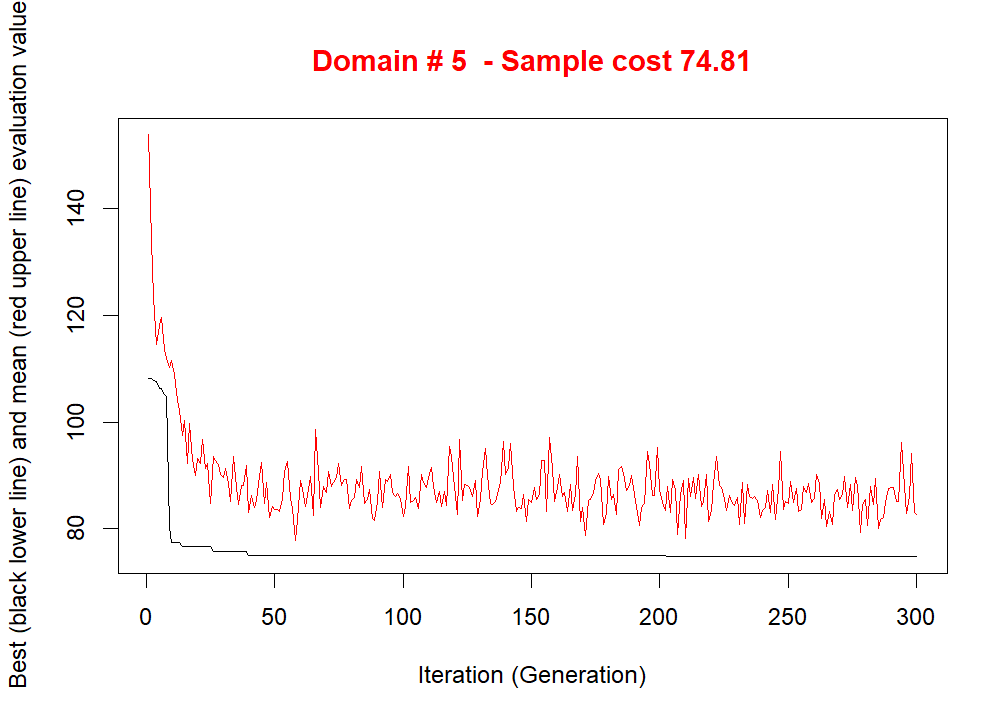 Domain # 5  - Sample cost 74.81
Best (black lower line) and mean (red upper line) evaluation value
140
120
100
80
0 50 100 150 200 250 300
Iteration (Generation)